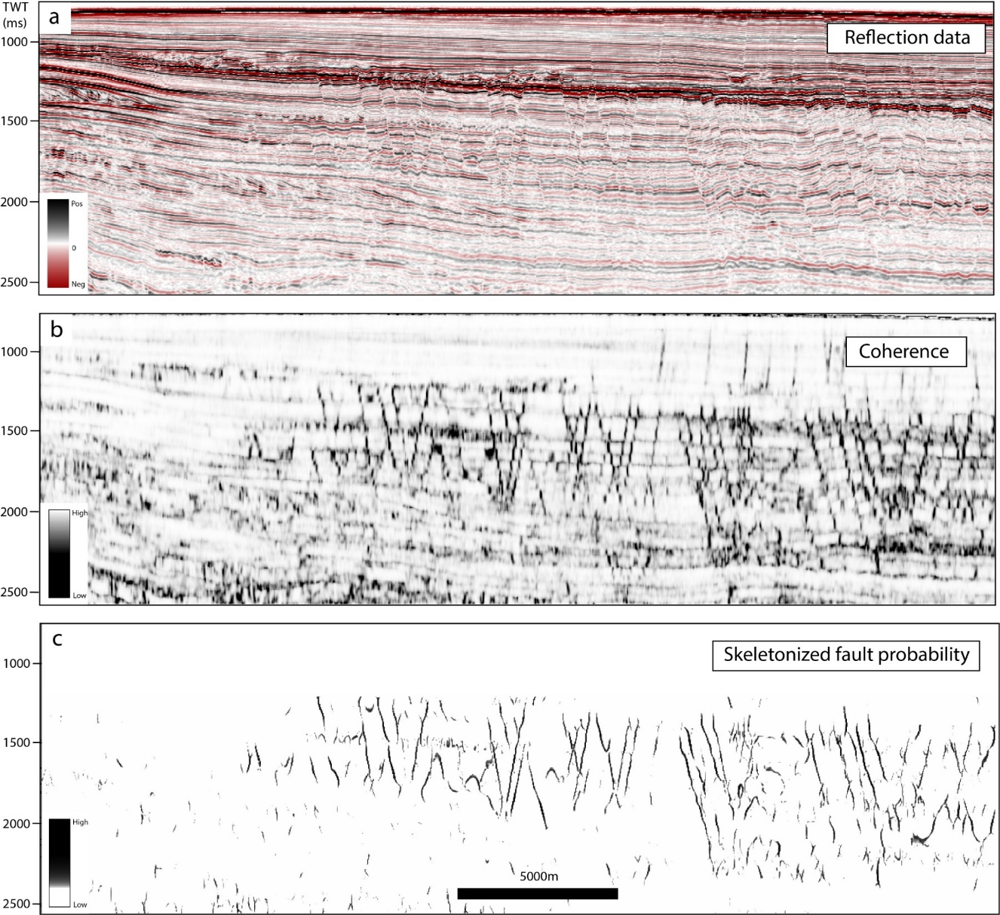 TWT
(ms)
a
Reflection data
1000
1500
2000
2500
Pos
0
Neg
b
Coherence
1000
1500
2000
2500
High
Low
c
Skeletonized fault probability
1000
1500
2000
2500
High
Low
5000m